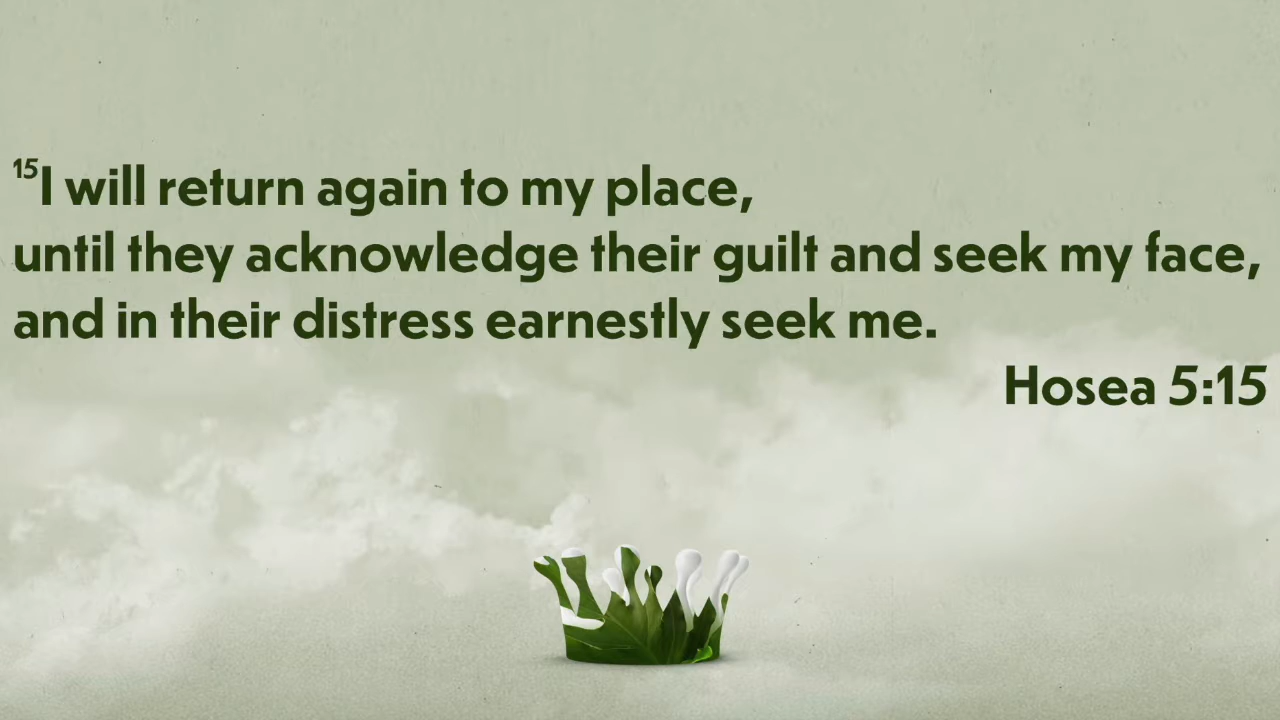 15I will return again to my place,
until they acknowledge their guilt and seek my face,
and in their distress earnestly seek me.
Hosea 5:15